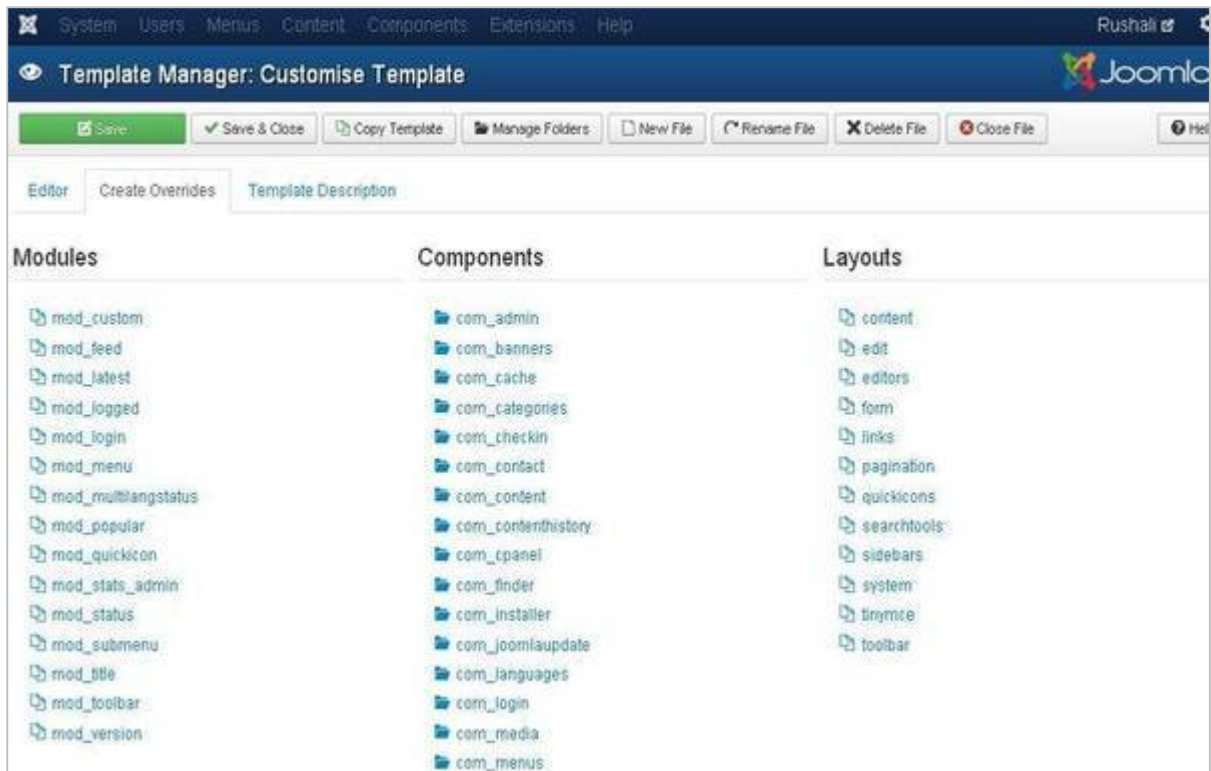 System Users Menus Content Components Extensions Help Rushali
Template Manager: Customise Template
Save Save & Close Copy Template Manage Folders New File Rename File Delete File Close File
Editor Create Overrides Template Description
Modules Components Layouts
mod_custom com_admin content
mod_feed com_banners edit
mod_latest com_cache editors
mod_logged com_categories form
mod_login com_checkin links
mod_menu com_contact pagination
mod_multilangstatus com_content quickicons
mod_popular com_contenthistory searchtools
mod_quickicon com_cpanel sidebars
mod_stats_admin com_finder system
mod_status com_installer tinymce
mod_submenu com_joomlaupdate toolbar
mod_title com_languages
mod_toolbar com_login
mod_version com_media
com_menus